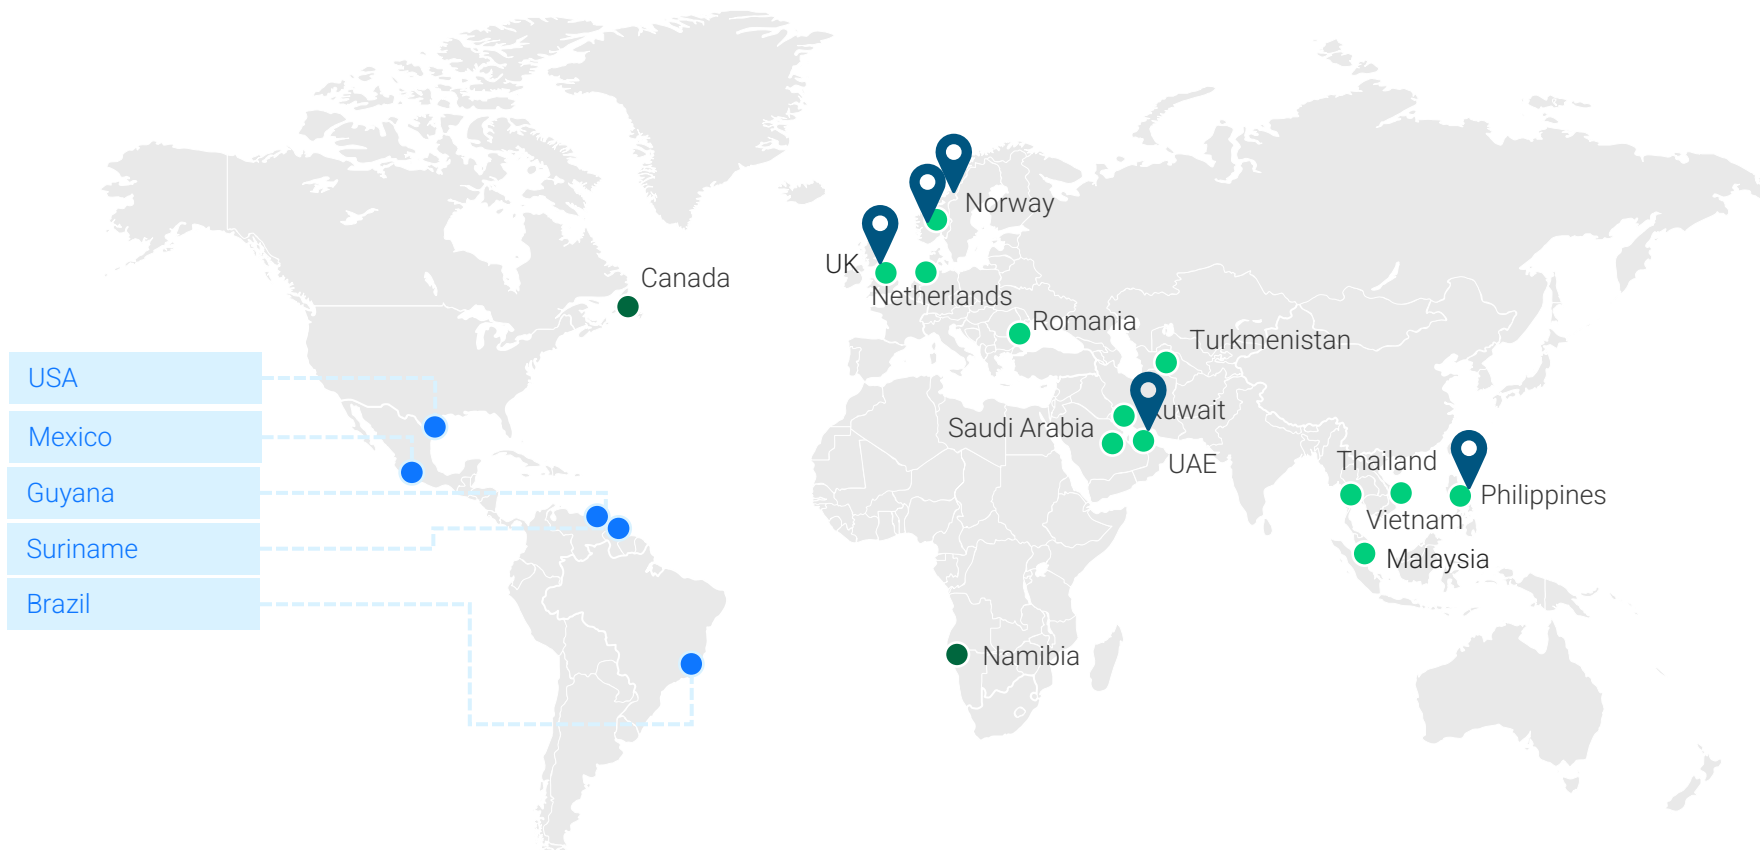 Norway
UK
Canada
Netherlands
Romania
Turkmenistan
USA
Kuwait
Saudi Arabia
Mexico
Thailand
UAE
Guyana
Philippines
Vietnam
Suriname
Malaysia
Brazil
Namibia